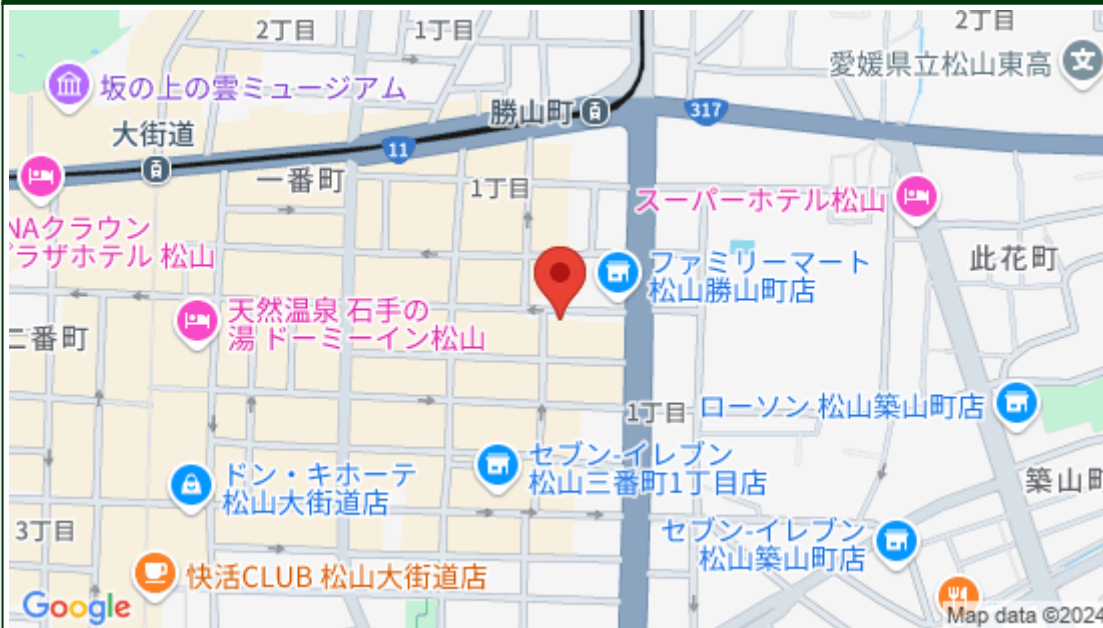 2丁目
1丁目
2丁目
愛媛県立松山東高
文
坂の上の雲ミュージアム
勝山町
317
大街道
11
一番町
1丁目
スーパーホテル松山
NAクラウン
プラザホテル 松山
ファミリーマート
松山勝山町店
此花町
天然温泉 石手の
湯 ドーミーイン松山
二番町
1丁目
ローソン 松山築山町店
セブン-イレブン
松山三番町1丁目店
ドン・キホーテ
松山大街道店
築山町
3丁目
セブン-イレブン
松山築山町店
快活CLUB 松山大街道店
Google
Map data ©2024